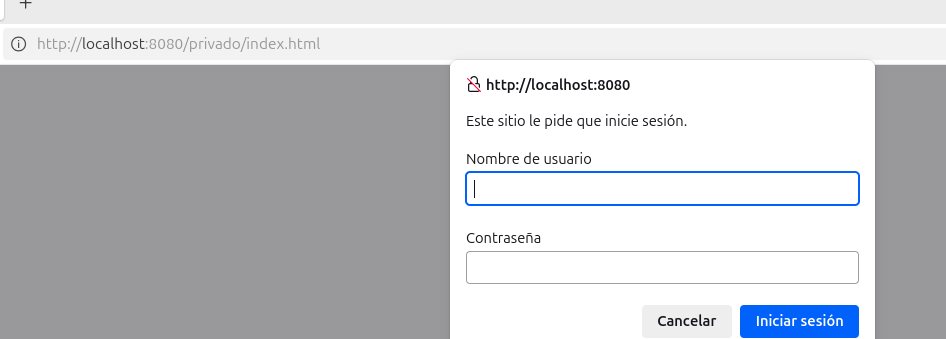 http://localhost:8080/privado/index.html
http://localhost:8080
Este sitio le pide que inicie sesión.
Nombre de usuario
Contraseña
Cancelar Iniciar sesión